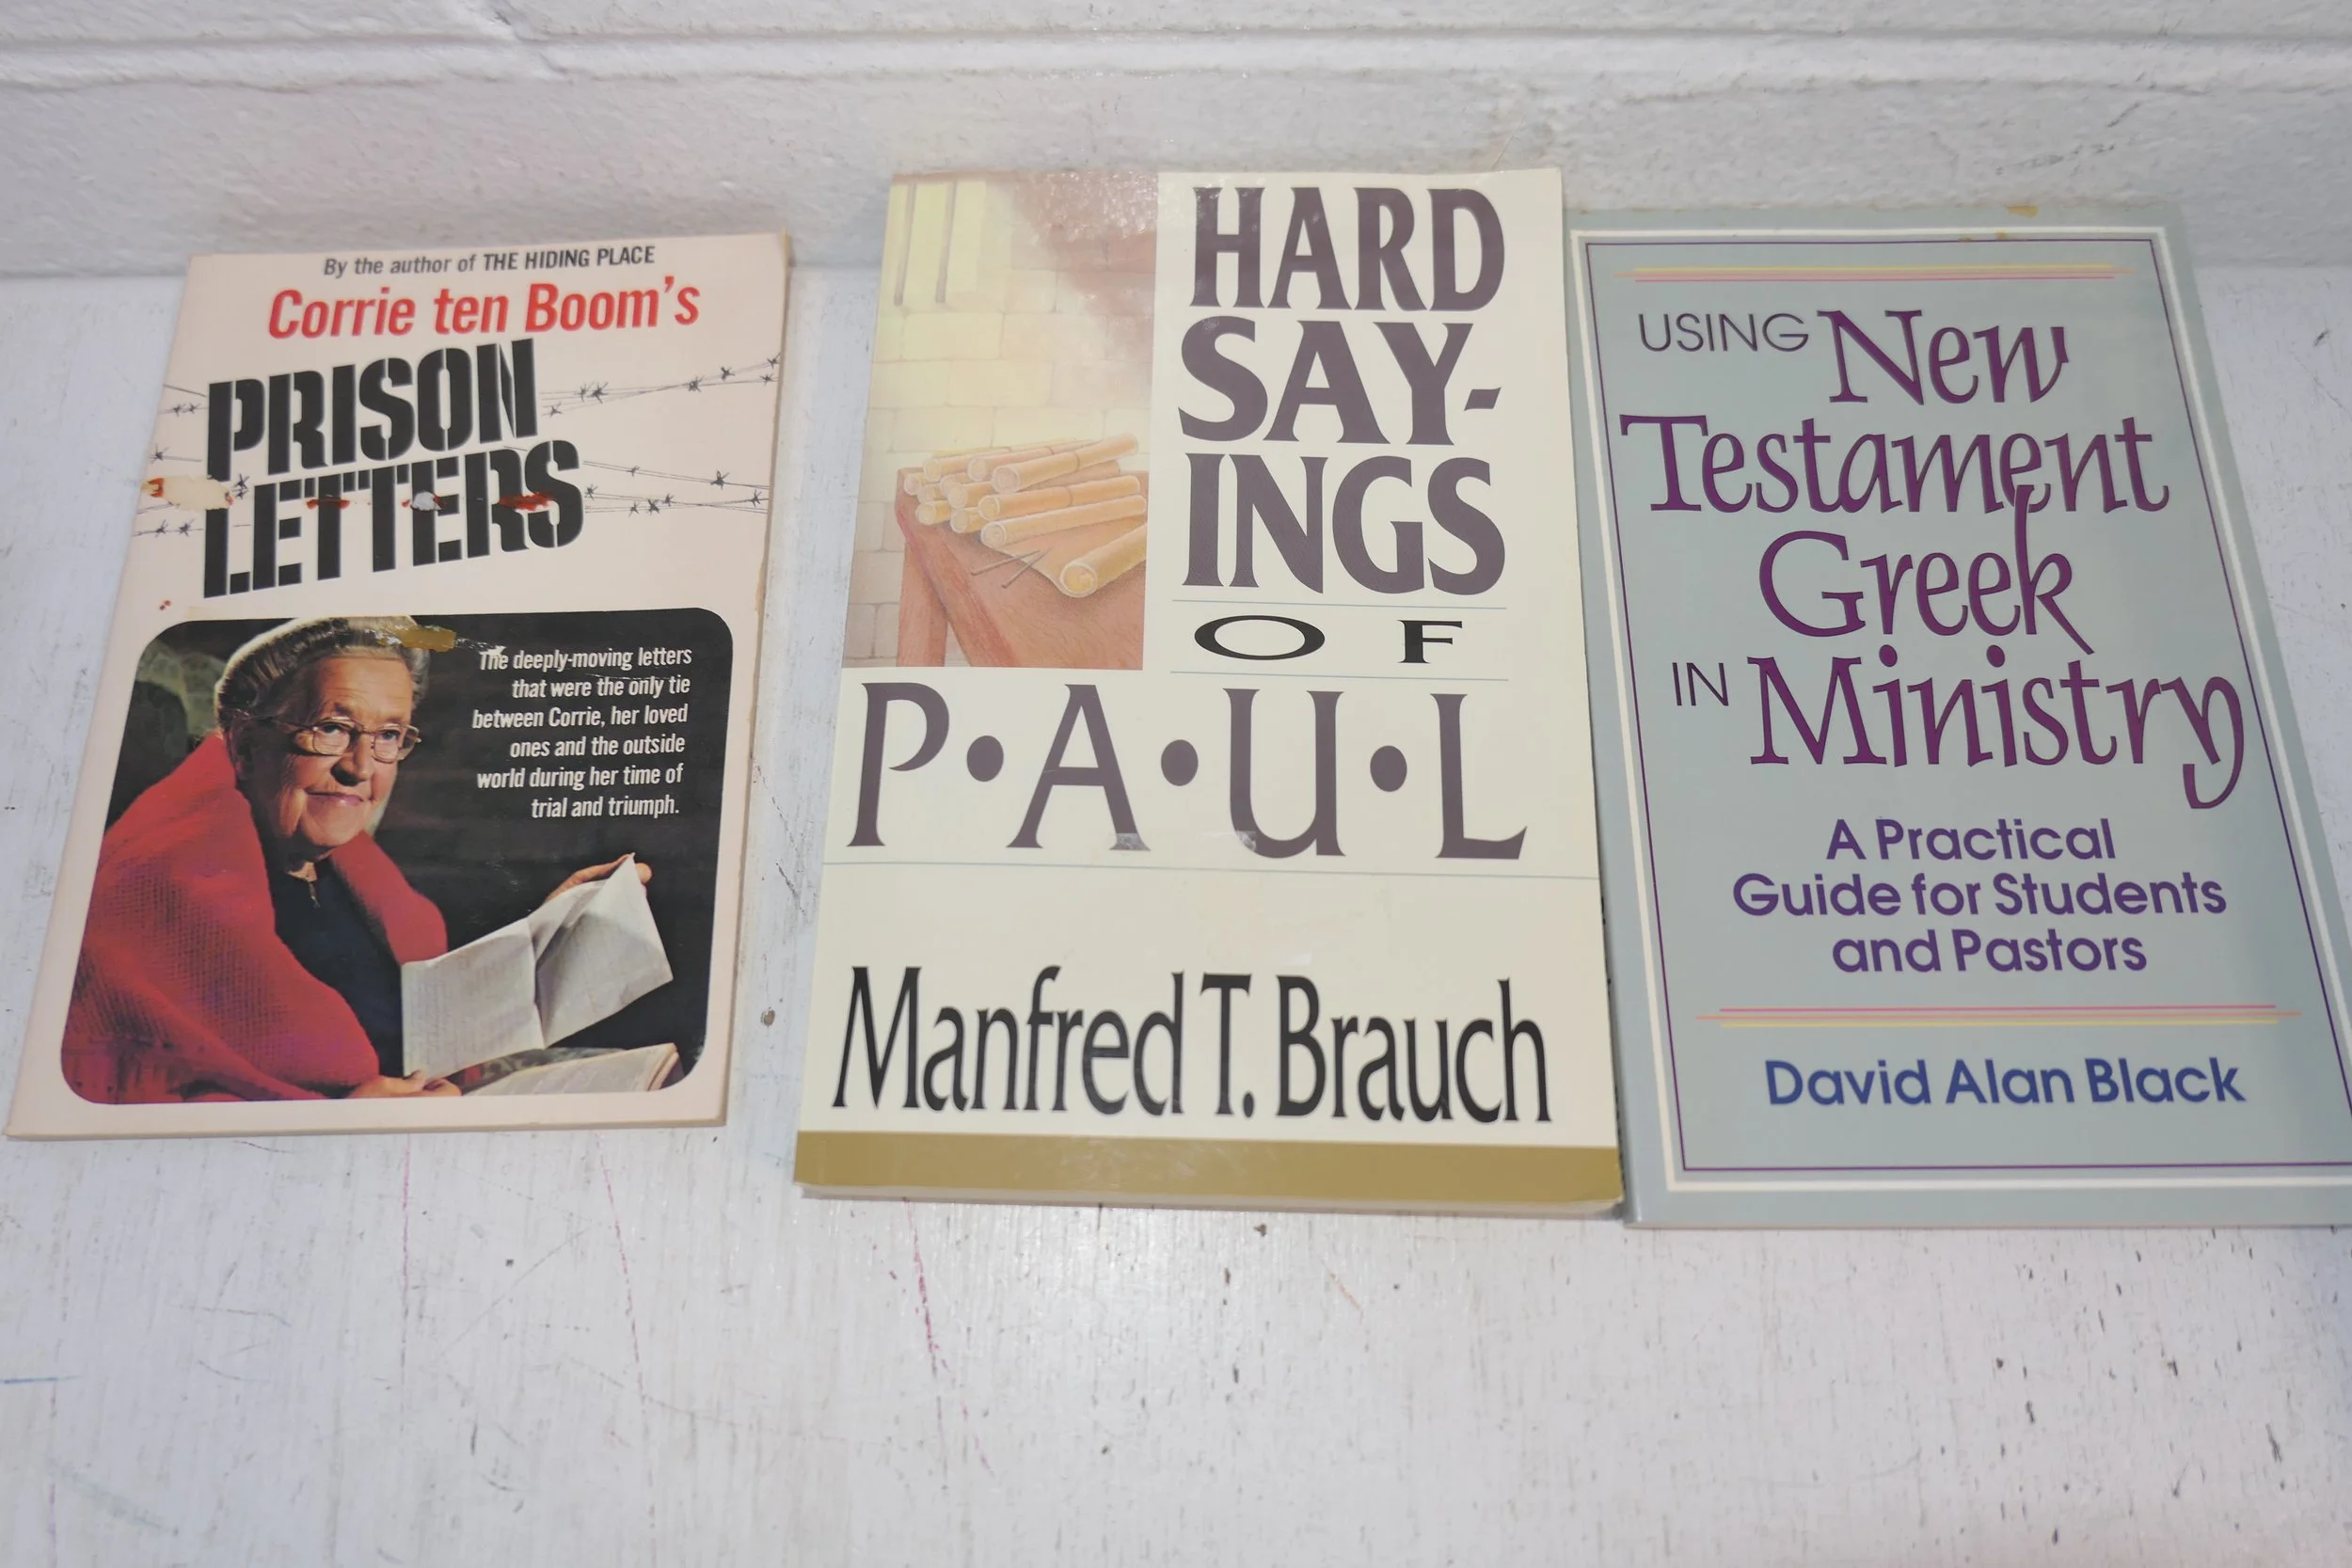 By the author of THE HIDING PLACE
Corrie ten Boom's
PRISON
LETTERS
The deeply-moving letters
that were the only tie
between Corrie, her loved
ones and the outside
world during her time of
trial and triumph.
HARD
SAY-
INGS
OF
P•A•U•L
Manfred T. Brauch
USING New
Testament
Greek
IN Ministry
A Practical
Guide for Students
and Pastors
David Alan Black